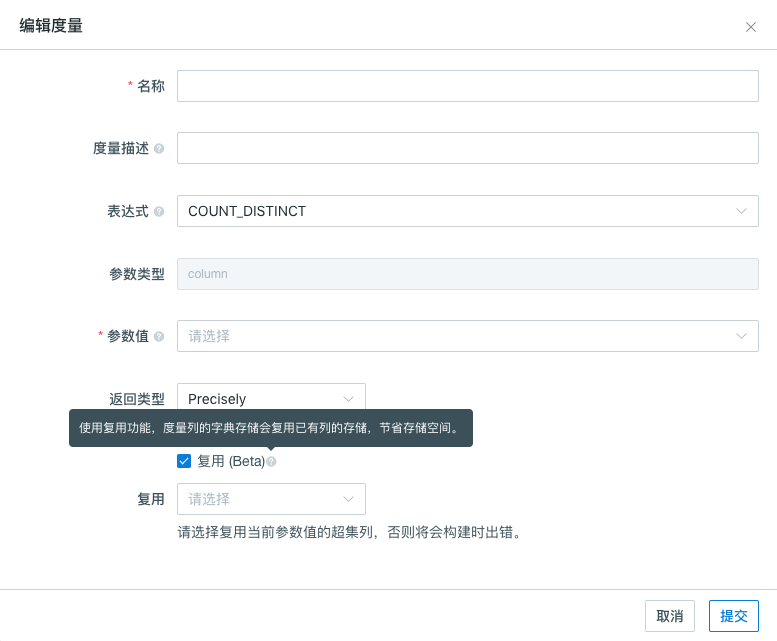 编辑度量
* 名称
度量描述
表达式
COUNT_DISTINCT
参数类型
column
* 参数值
请选择
返回类型
Precisely
使用复用功能，度量列的字典存储会复用已有列的存储，节省存储空间。
复用 (Beta)
复用
请选择
请选择复用当前参数值的超集列，否则将会构建时出错。
取消
提交